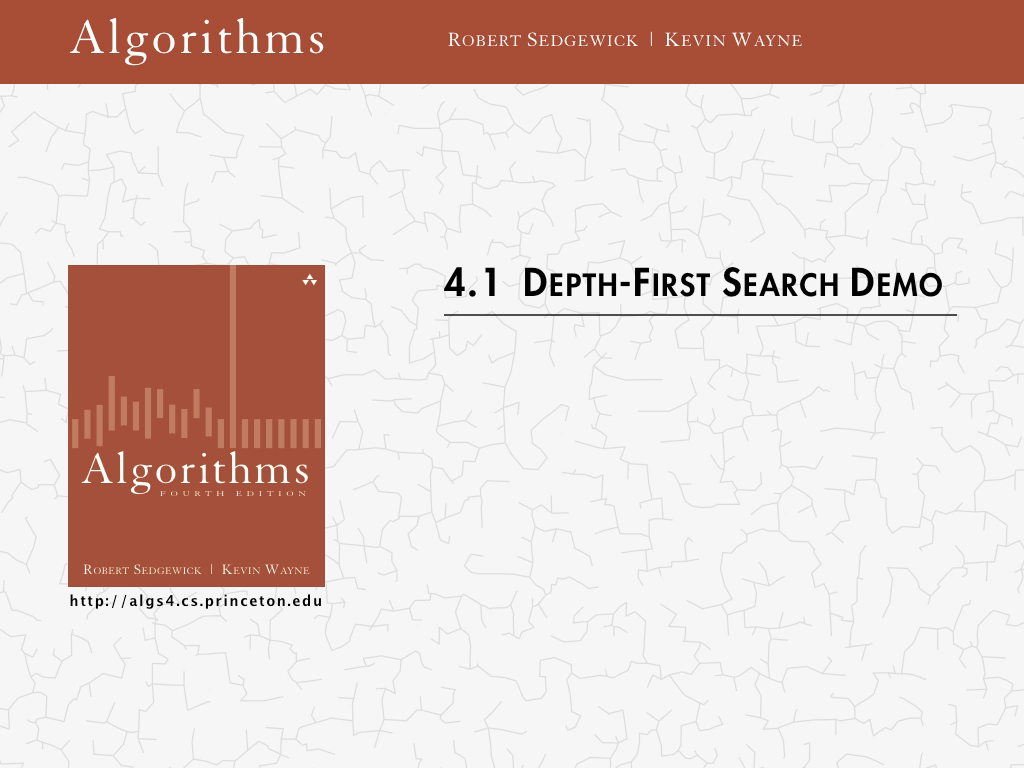 Algorithms
ROBERT SEDGEWICK | KEVIN WAYNE
4.1 DEPTH-FIRST SEARCH DEMO
Algorithms
FOURTH EDITION
ROBERT SEDGEWICK | KEVIN WAYNE
http://algs4.cs.princeton.edu